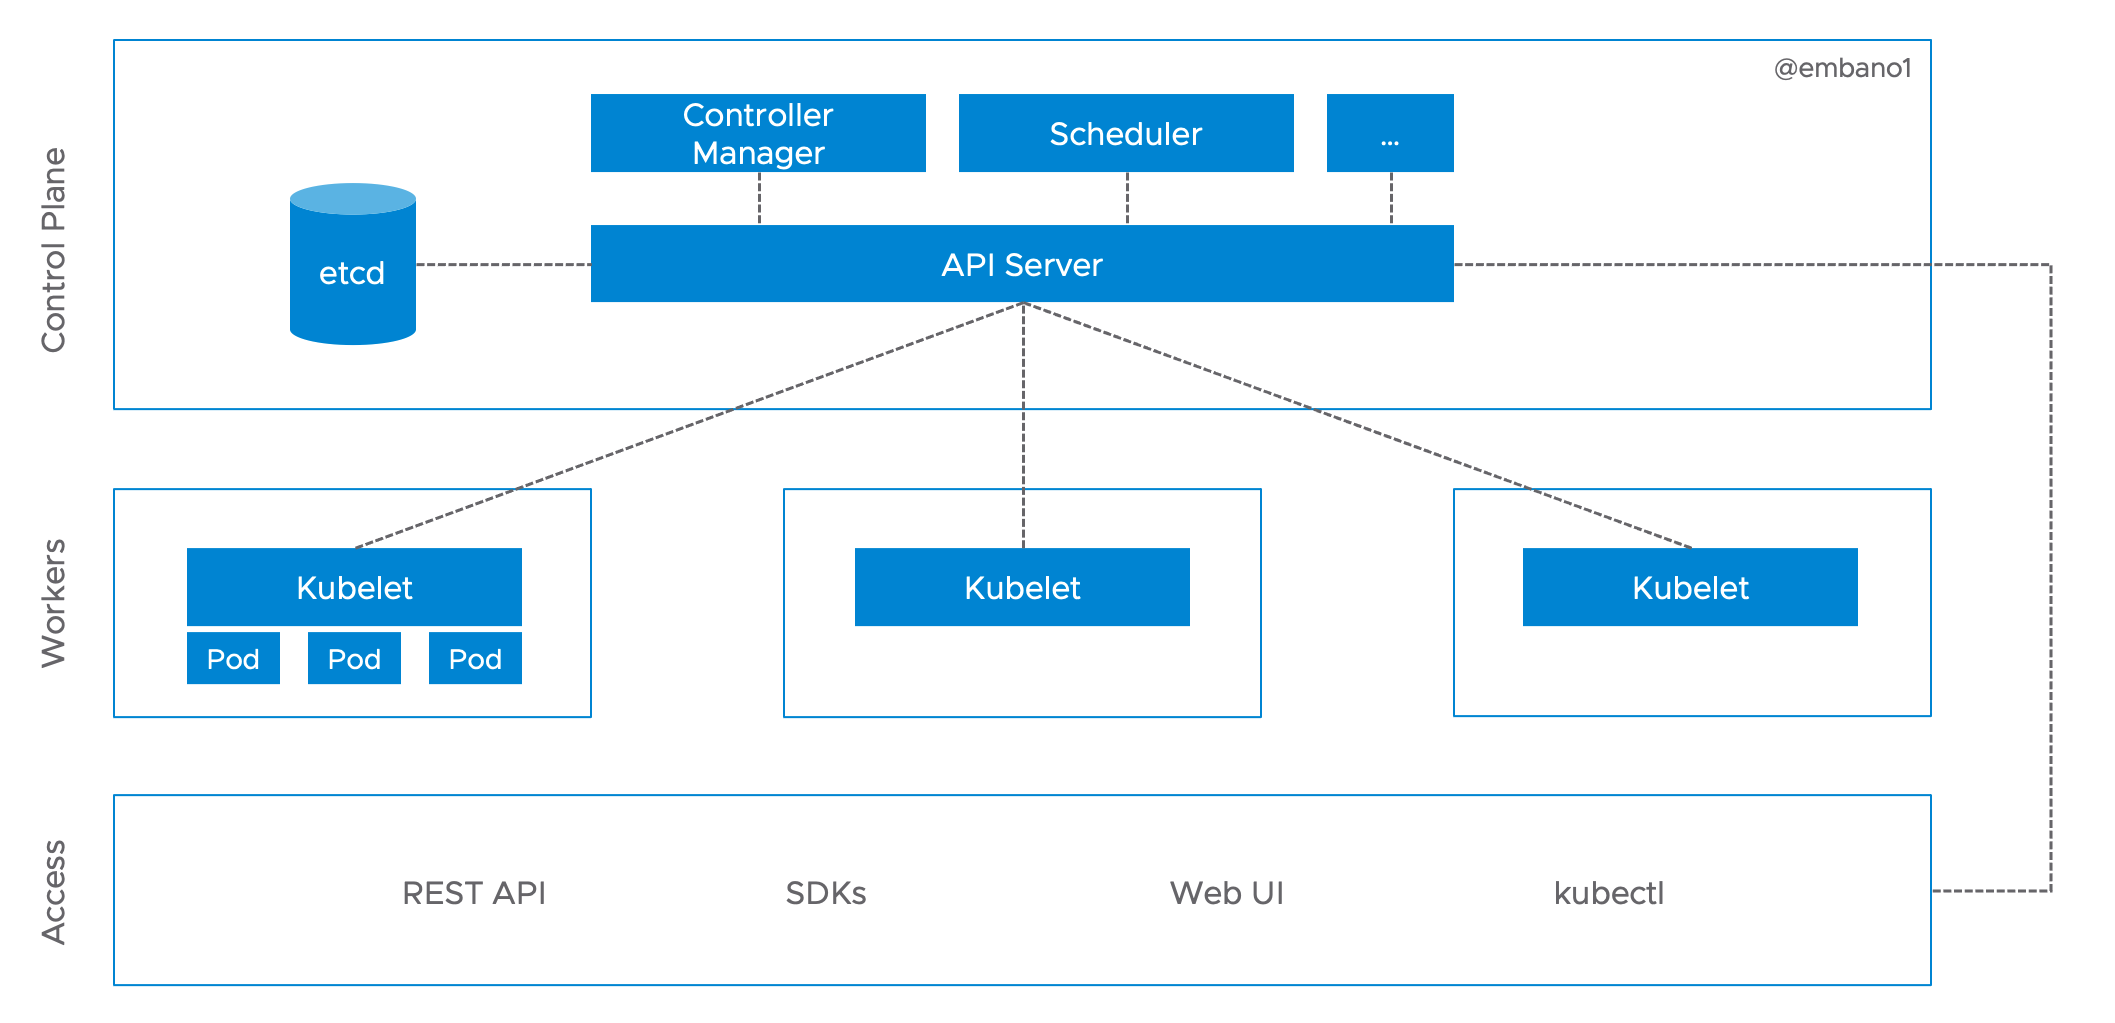 @embano1
Control Plane
Controller
Manager
Scheduler
...
etcd
API Server
Workers
Kubelet
Kubelet
Kubelet
Pod
Pod
Pod
Access
REST API
SDKs
Web UI
kubectl